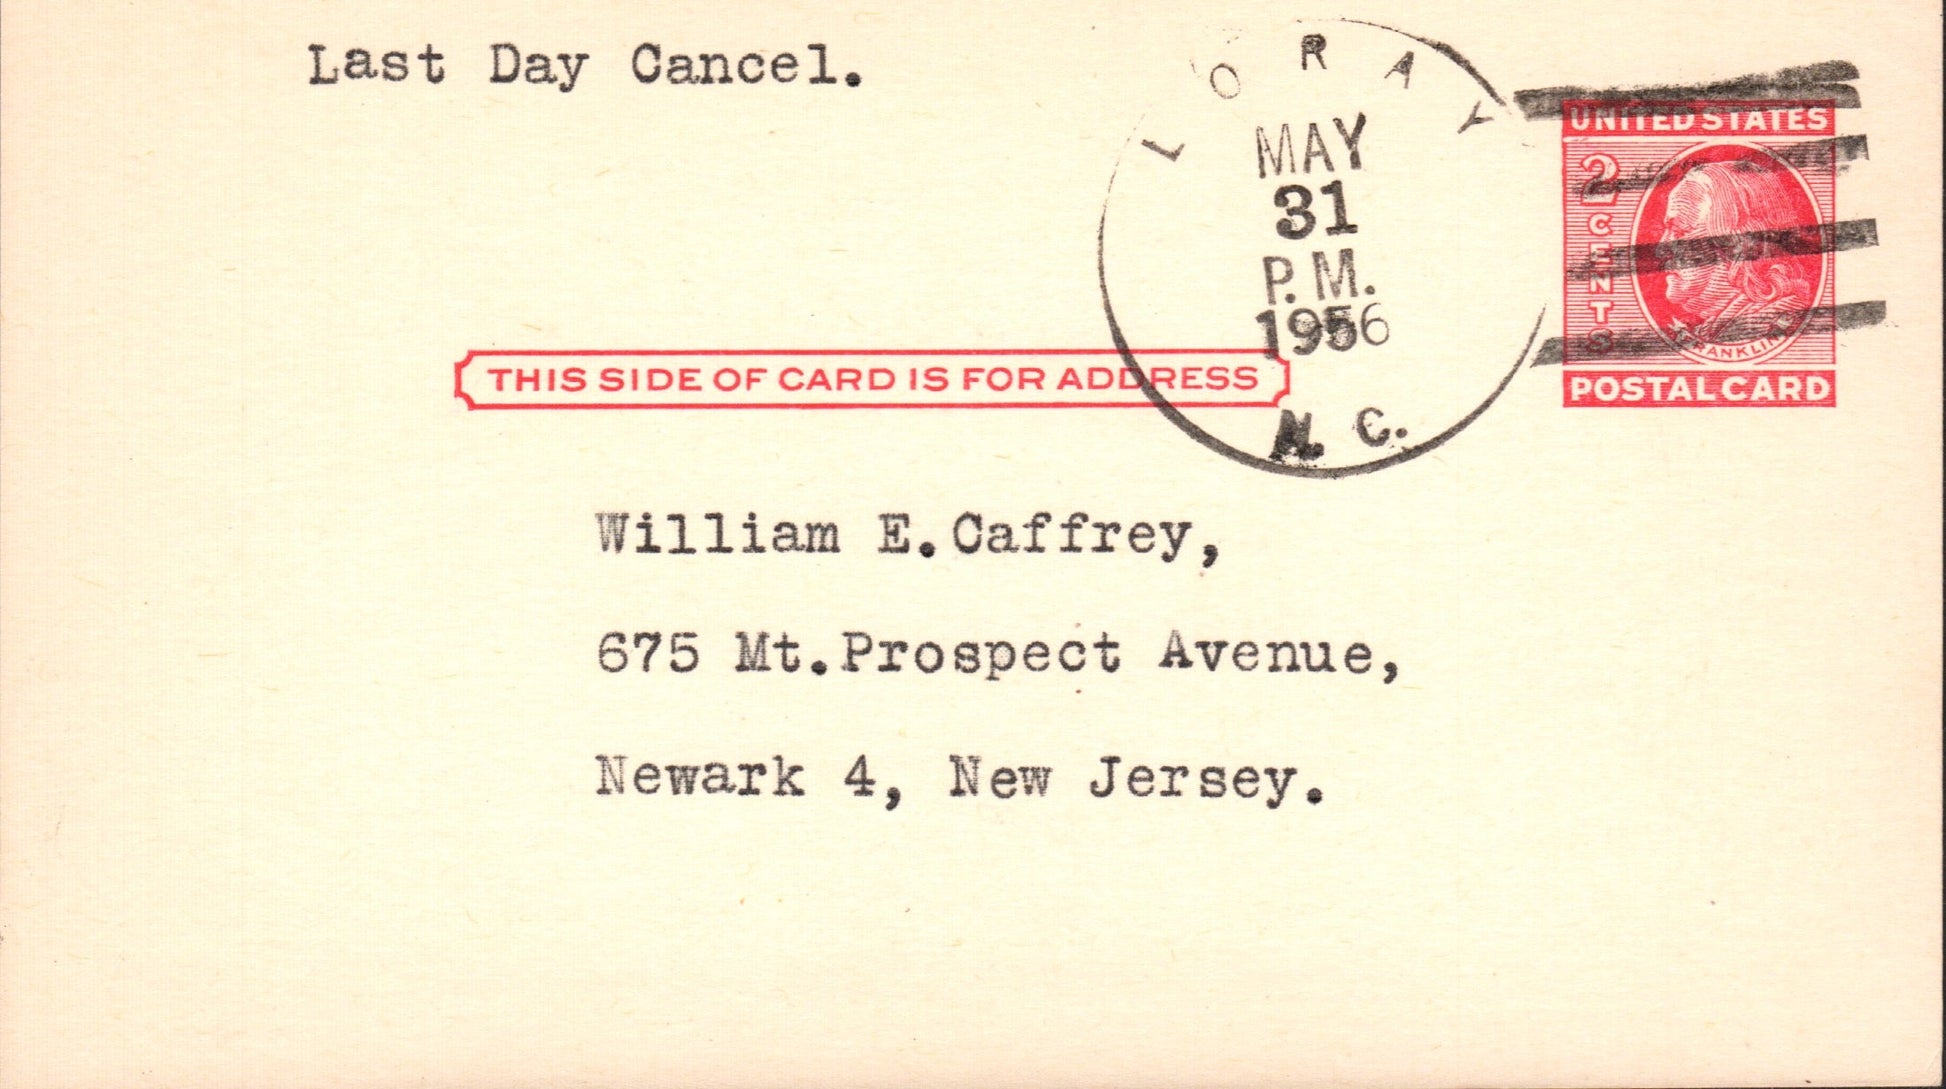 Last Day Cancel.
LORAY
MAY
31
P.M.
1956
N. C.
UNITED STATES
2 CENTS
FRANKLIN
POSTAL CARD
THIS SIDE OF CARD IS FOR ADDRESS
William E.Caffrey,
675 Mt.Prospect Avenue,
Newark 4, New Jersey.